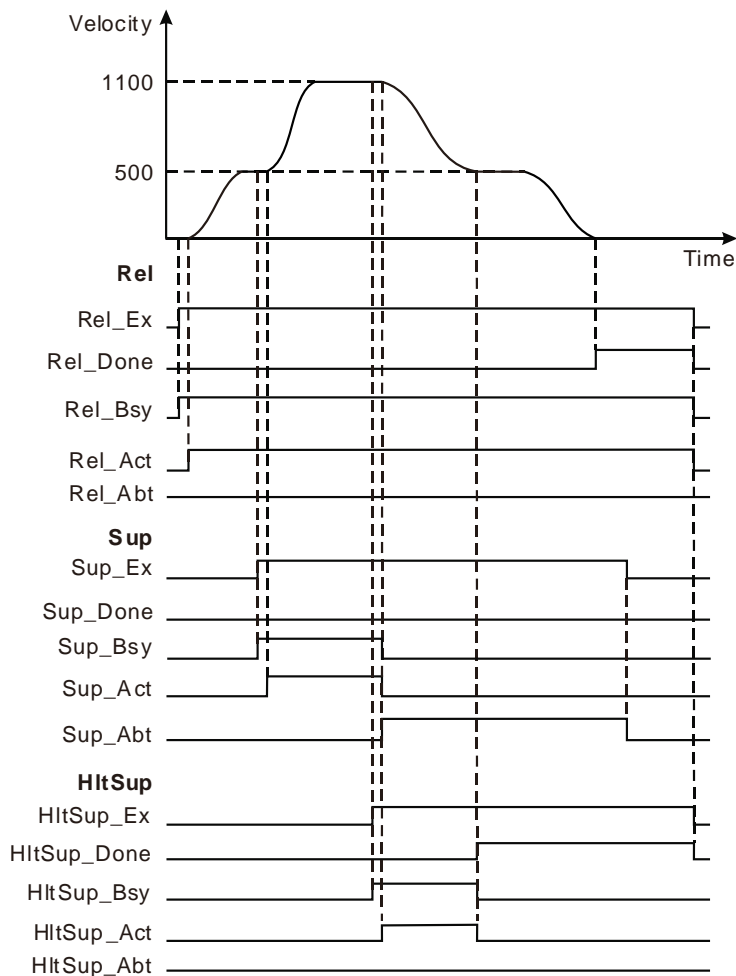 Velocity
1100
500
Time
Rel
Rel_Ex
Rel_Done
Rel_Bsy
Rel_Act
Rel_Abt
Sup
Sup_Ex
Sup_Done
Sup_Bsy
Sup_Act
Sup_Abt
HltSup
HltSup_Ex
HltSup_Done
HltSup_Bsy
HltSup_Act
HltSup_Abt